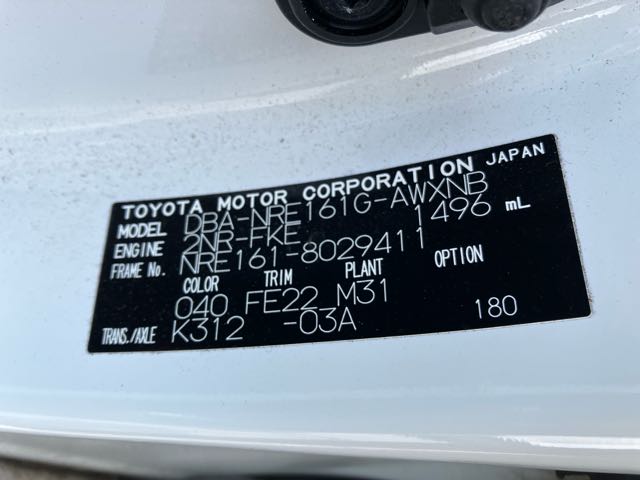 TOYOTA MOTOR CORPORATION JAPAN
MODEL DBA-NRE161G-AWXNB
ENGINE 2NR-FKE 1496 mL
FRAME No. NRE161-8029411
COLOR TRIM PLANT OPTION
040 FE22 M31
TRANS./AXLE K312 -03A 180